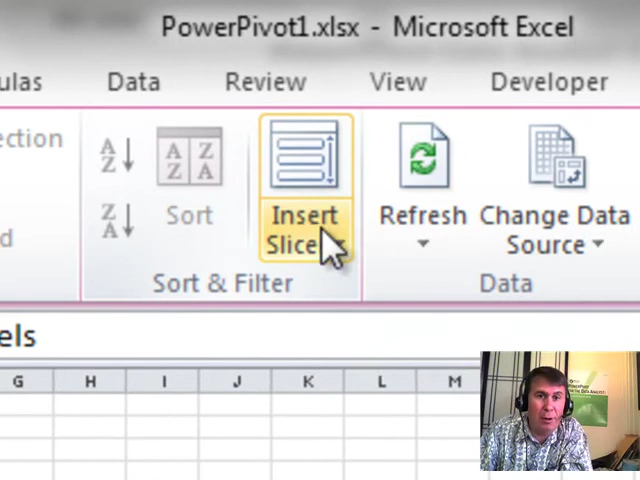 PowerPivot1.xlsx - Microsoft Excel
ulas Data Review View Developer
ection
A Z
Z A
A Z
Z A
Sort
Insert
Slicer
Refresh
Change Data
Source
d
Sort & Filter
Data
els
G H I J K L M